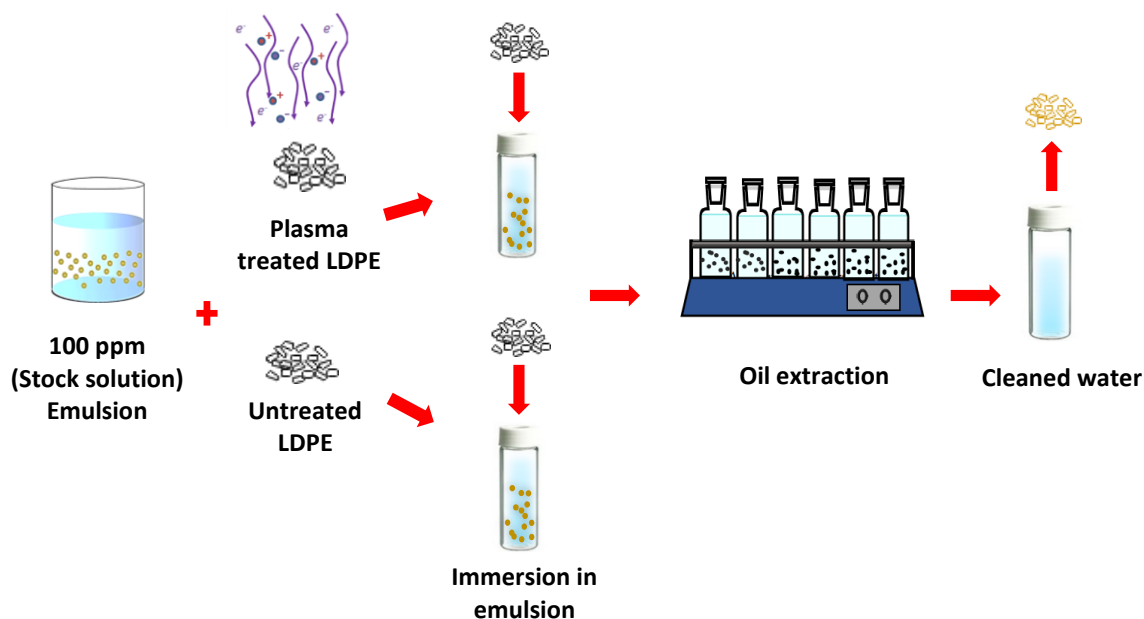 e⁻
e⁻
+
−
e⁻
+
+
−
−
e⁻
e⁻
Plasma
treated LDPE
100 ppm
(Stock solution)
Emulsion
+
Untreated
LDPE
Immersion in
emulsion
Oil extraction
Cleaned water